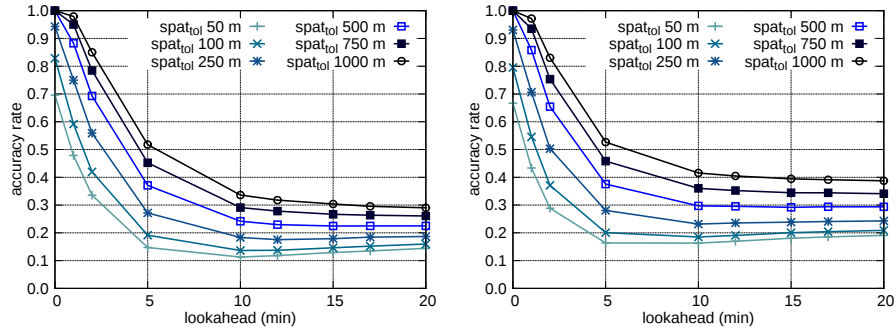 1.0
0.9
0.8
0.7
0.6
0.5
0.4
0.3
0.2
0.1
0.0
accuracy rate
spat_tol 50 m
spat_tol 100 m
spat_tol 250 m
spat_tol 500 m
spat_tol 750 m
spat_tol 1000 m
0 5 10 15 20
lookahead (min)
1.0
0.9
0.8
0.7
0.6
0.5
0.4
0.3
0.2
0.1
0.0
accuracy rate
spat_tol 50 m
spat_tol 100 m
spat_tol 250 m
spat_tol 500 m
spat_tol 750 m
spat_tol 1000 m
0 5 10 15 20
lookahead (min)